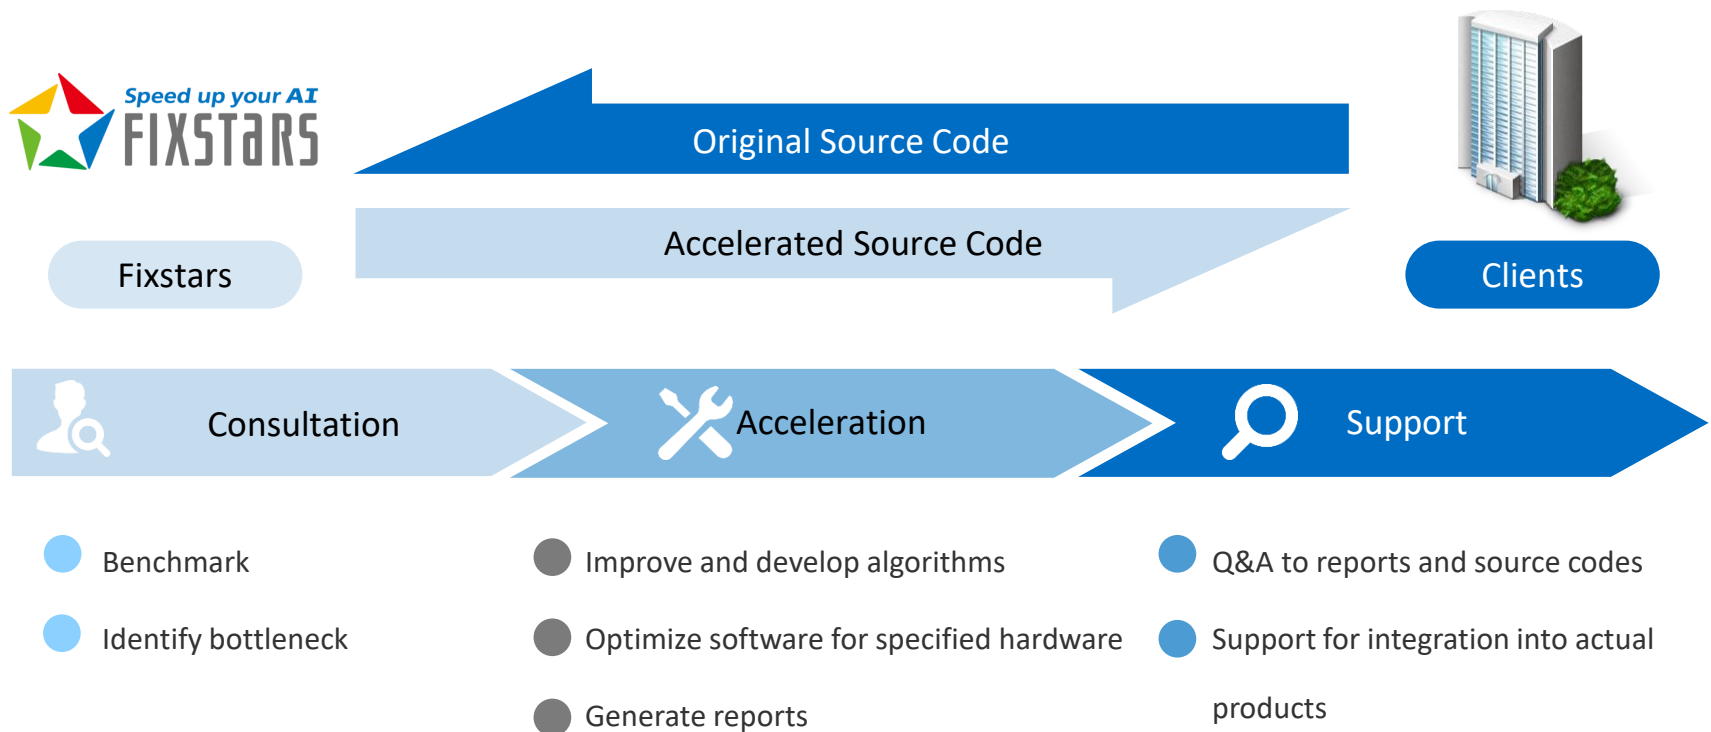 Speed up your AI
FIXSTARS
Original Source Code
Accelerated Source Code
Fixstars
Clients
Consultation
Acceleration
Support
Benchmark
Identify bottleneck
Improve and develop algorithms
Optimize software for specified hardware
Generate reports
Q&A to reports and source codes
Support for integration into actual
products